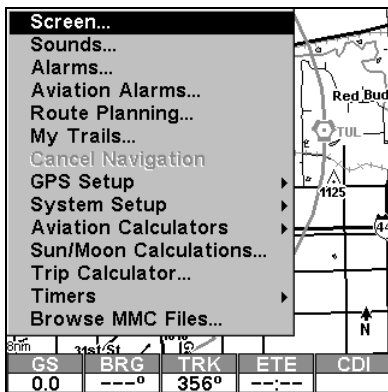 Screen...
Sounds...
Alarms...
Aviation Alarms...
Route Planning...
My Trails...
Cancel Navigation
GPS Setup
System Setup
Aviation Calculators
Sun/Moon Calculations...
Trip Calculator...
Timers
Browse MMC Files...
Red Bud
TUL
1125
44
N
8nm
31st St
GS BRG TRK ETE CDI
0.0 ---° 356° --:--